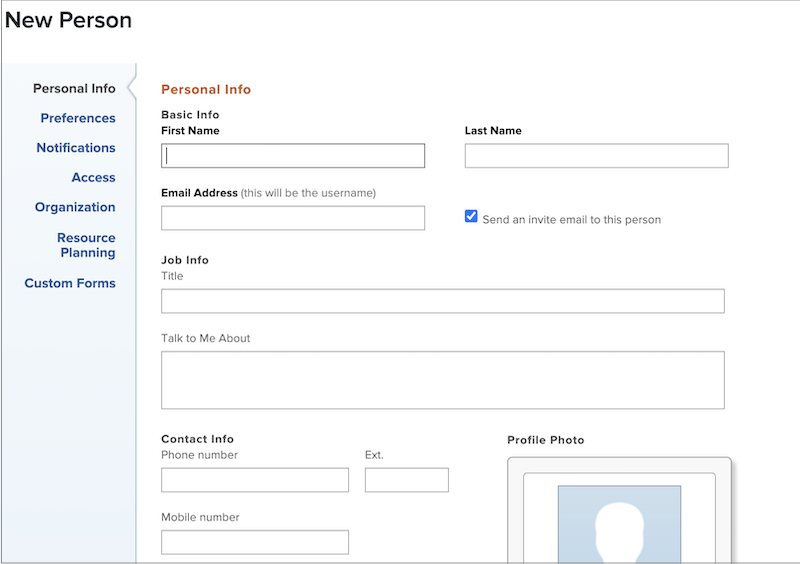 New Person
Personal Info
Preferences
Notifications
Access
Organization
Resource
Planning
Custom Forms
Personal Info
Basic Info
First Name
Last Name
Email Address (this will be the username)
Send an invite email to this person
Job Info
Title
Talk to Me About
Contact Info
Phone number
Ext.
Profile Photo
Mobile number